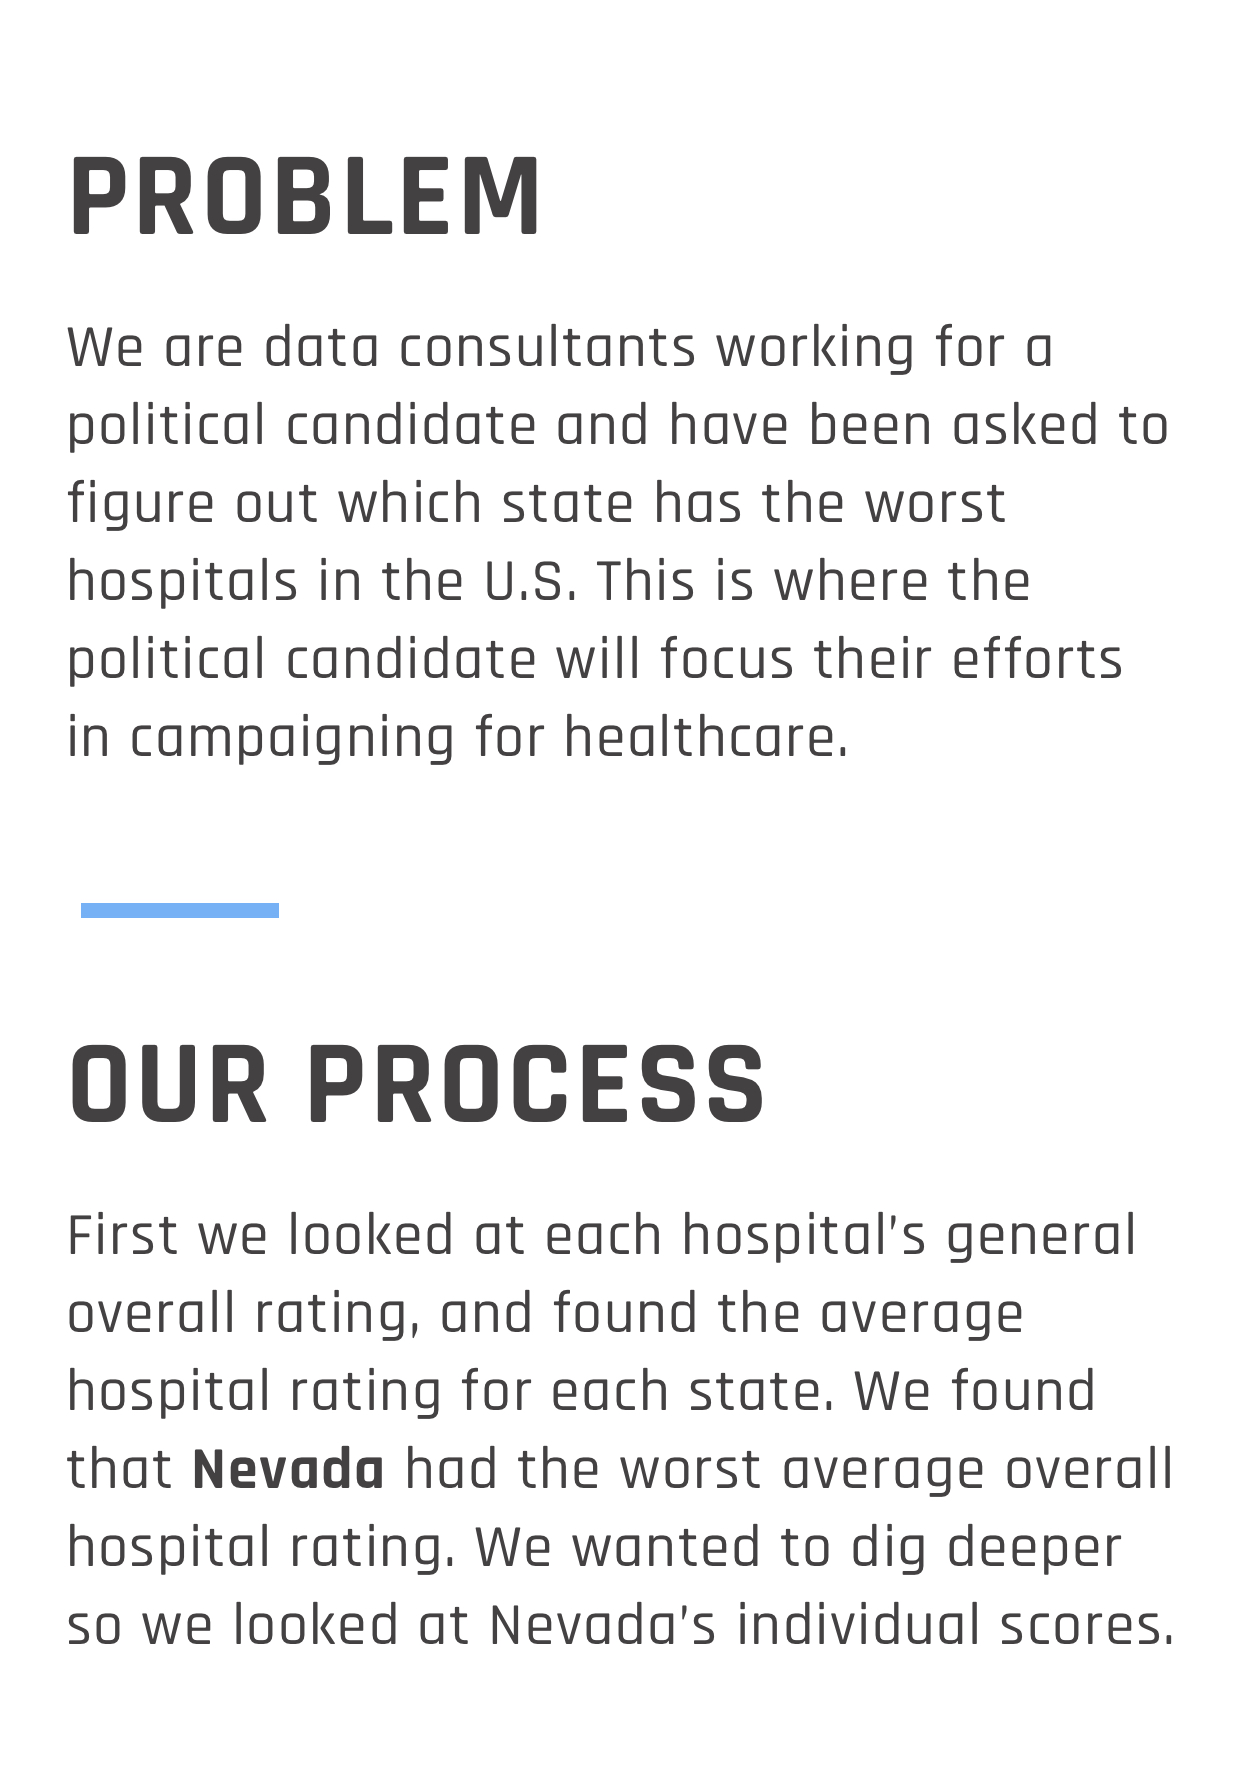 PROBLEM
We are data consultants working for a
political candidate and have been asked to
figure out which state has the worst
hospitals in the U.S. This is where the
political candidate will focus their efforts
in campaigning for healthcare.
OUR PROCESS
First we looked at each hospital's general
overall rating, and found the average
hospital rating for each state. We found
that Nevada had the worst average overall
hospital rating. We wanted to dig deeper
so we looked at Nevada's individual scores.